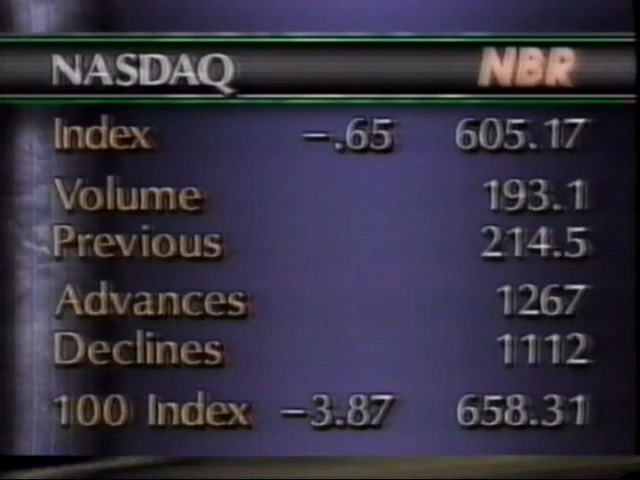 NASDAQ NBR
Index -.65 605.17
Volume 193.1
Previous 214.5
Advances 1267
Declines 1112
100 Index -3.87 658.31